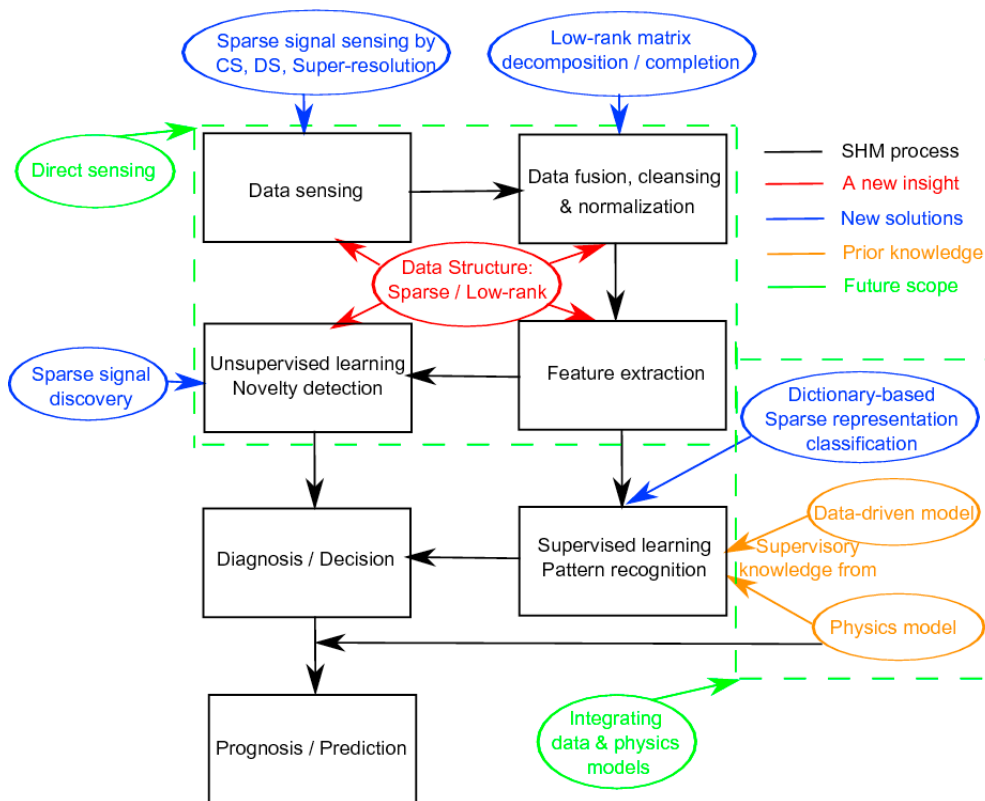 Sparse signal sensing by
CS, DS, Super-resolution
Low-rank matrix
decomposition / completion
Direct sensing
Data sensing
Data fusion, cleansing
& normalization
SHM process
A new insight
New solutions
Prior knowledge
Future scope
Data Structure:
Sparse / Low-rank
Sparse signal
discovery
Unsupervised learning
Novelty detection
Feature extraction
Dictionary-based
Sparse representation
classification
Diagnosis / Decision
Supervised learning
Pattern recognition
Data-driven model
Supervisory
knowledge from
Physics model
Prognosis / Prediction
Integrating
data & physics
models